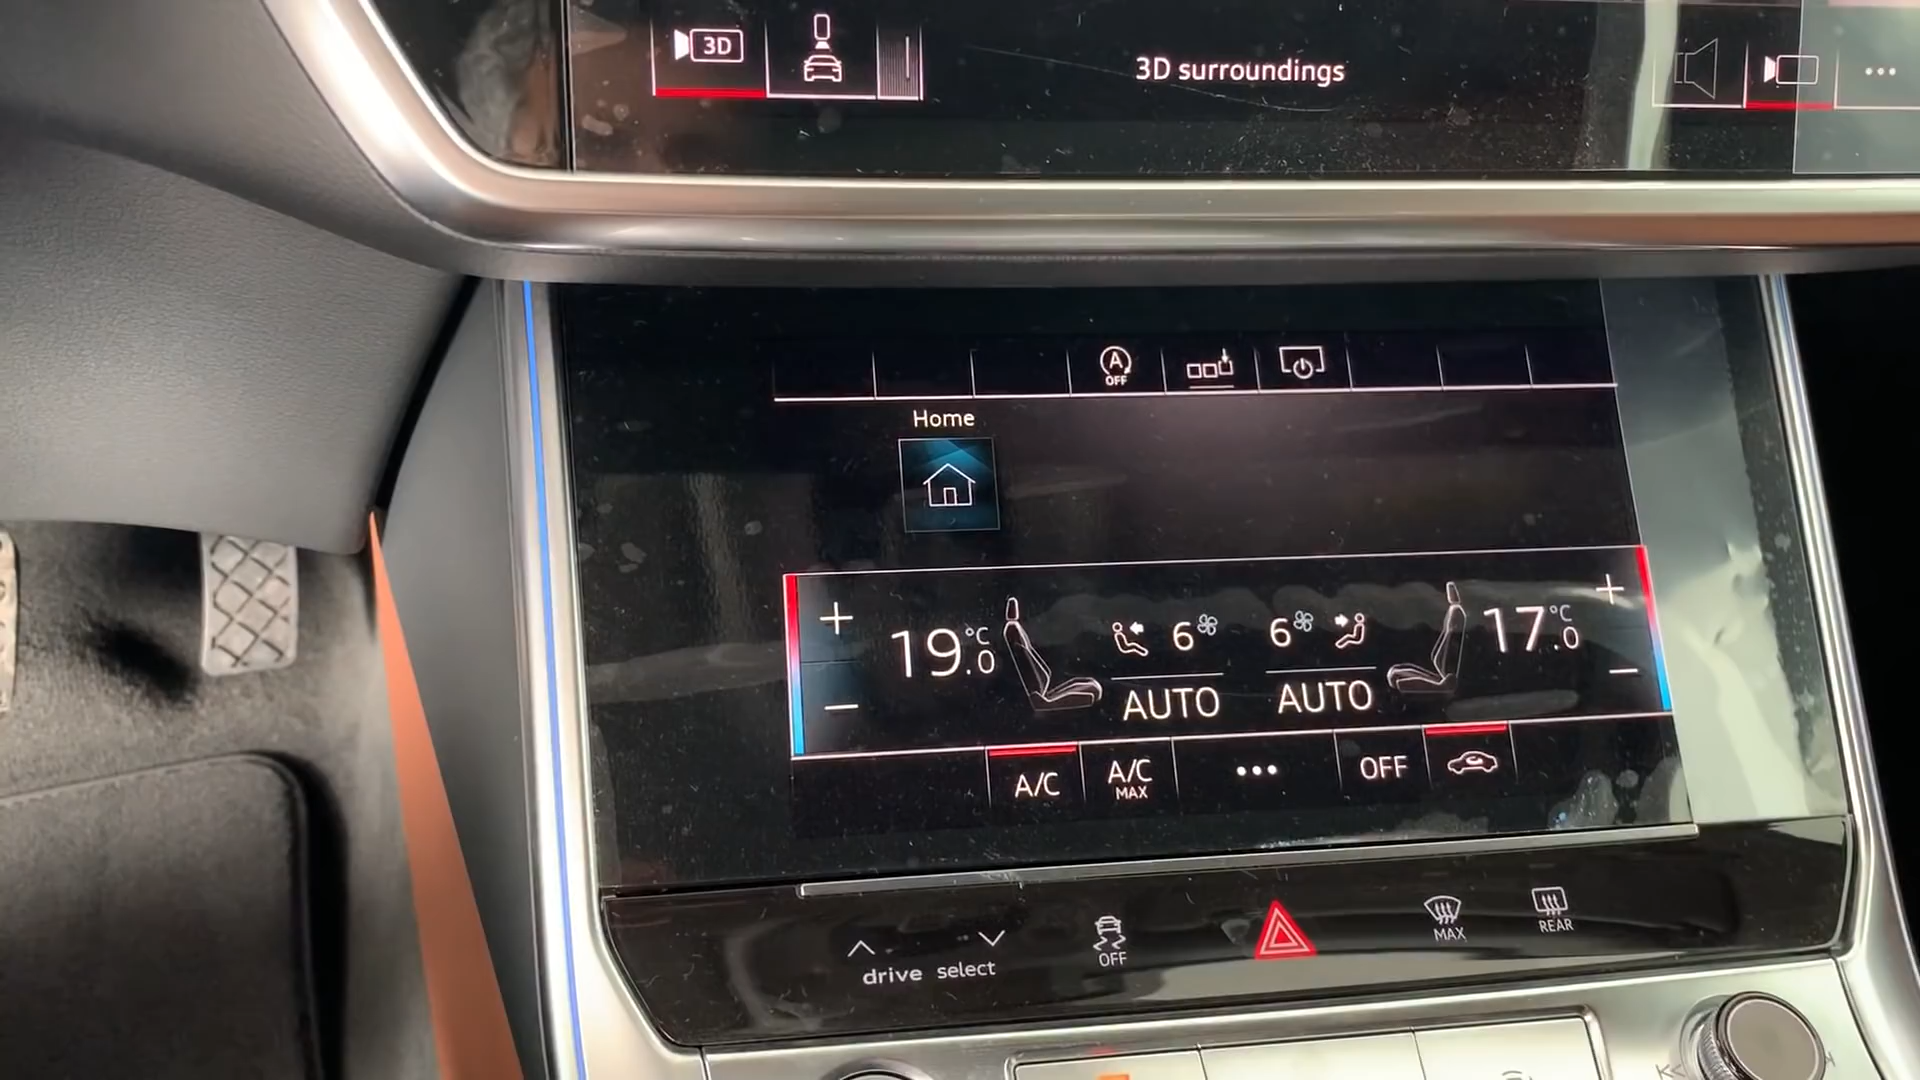 3D
3D surroundings
A
OFF
Home
19.0 °C
6
6
17.0 °C
AUTO
AUTO
A/C
A/C
MAX
OFF
drive select
OFF
MAX
REAR